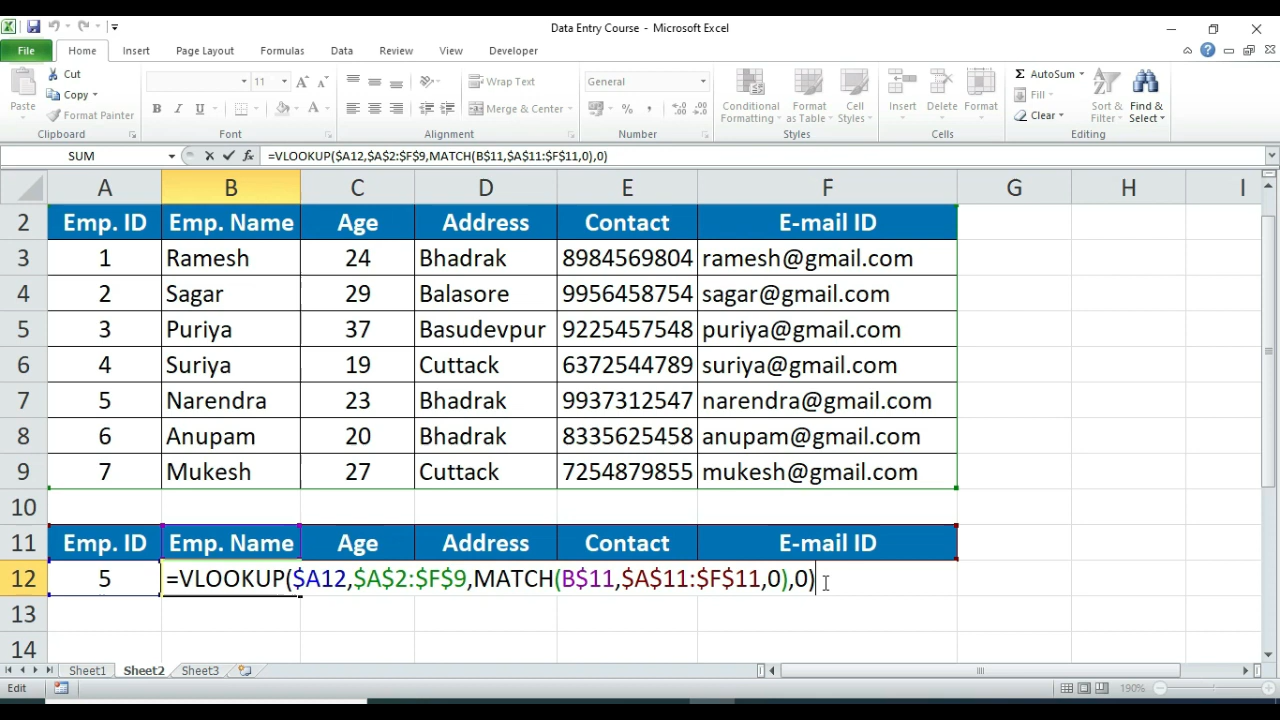 Data Entry Course - Microsoft Excel
File Home Insert Page Layout Formulas Data Review View Developer
Cut 11 Wrap Text General AutoSum
Copy Fill
Paste Format Painter Merge & Center Conditional Formatting Format as Table Cell Styles Insert Delete Format Clear Sort & Filter Find & Select
Clipboard Font Alignment Number Styles Cells Editing
SUM =VLOOKUP($A12,$A$2:$F$9,MATCH(B$11,$A$11:$F$11,0),0)
A B C D E F G H I
2 Emp. ID Emp. Name Age Address Contact E-mail ID
3 1 Ramesh 24 Bhadrak 8984569804 ramesh@gmail.com
4 2 Sagar 29 Balasore 9956458754 sagar@gmail.com
5 3 Puriya 37 Basudevpur 9225457548 puriya@gmail.com
6 4 Suriya 19 Cuttack 6372544789 suriya@gmail.com
7 5 Narendra 23 Bhadrak 9937312547 narendra@gmail.com
8 6 Anupam 20 Bhadrak 8335625458 anupam@gmail.com
9 7 Mukesh 27 Cuttack 7254879855 mukesh@gmail.com
10
11 Emp. ID Emp. Name Age Address Contact E-mail ID
12 5 =VLOOKUP($A12,$A$2:$F$9,MATCH(B$11,$A$11:$F$11,0),0)
13
14
Sheet1 Sheet2 Sheet3
Edit 190%